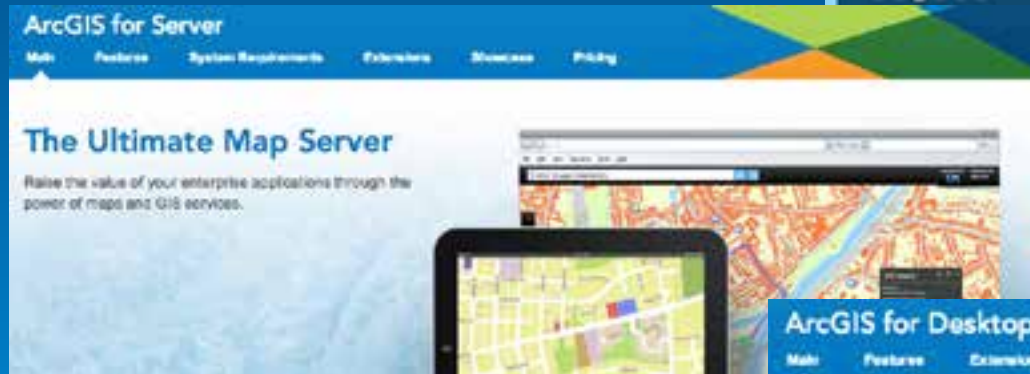 ArcGIS for Server
Main Features System Requirements Extensions Showcase Pricing
The Ultimate Map Server
Raise the value of your enterprise applications through the
power of maps and GIS services.
ArcGIS for Desktop
Main Features